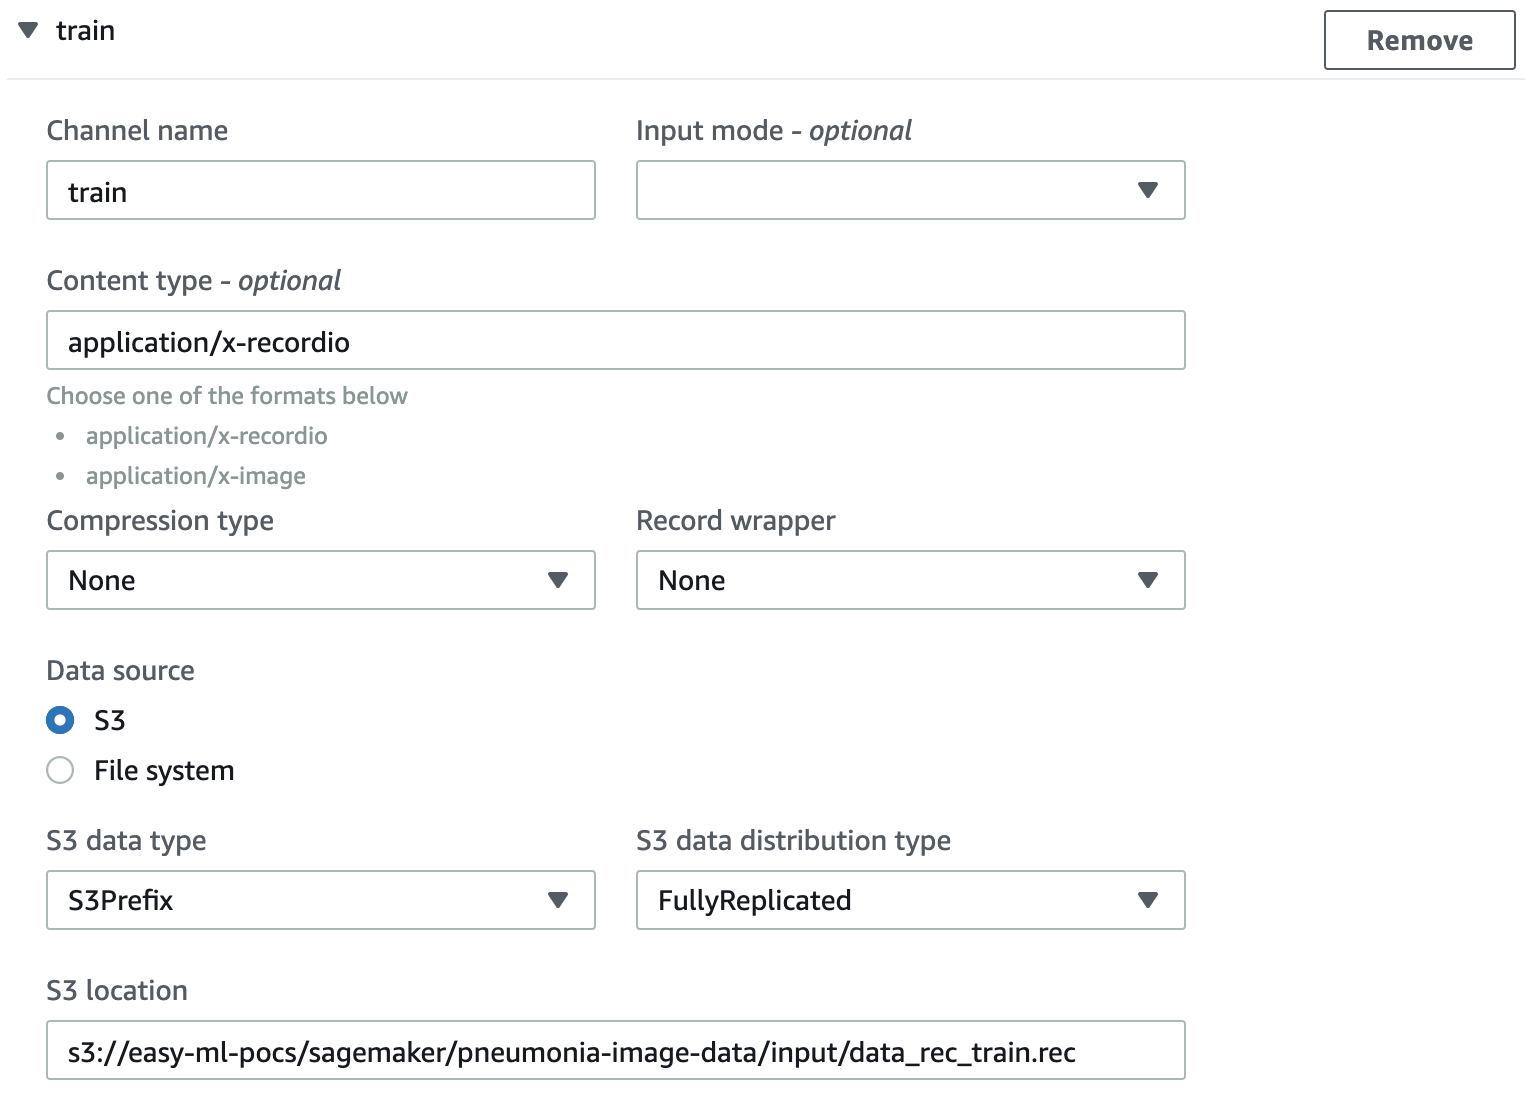 train
Remove
Channel name
Input mode - optional
train
Content type - optional
application/x-recordio
Choose one of the formats below
• application/x-recordio
• application/x-image
Compression type
Record wrapper
None
None
Data source
S3
File system
S3 data type
S3 data distribution type
S3Prefix
FullyReplicated
S3 location
s3://easy-ml-pocs/sagemaker/pneumonia-image-data/input/data_rec_train.rec